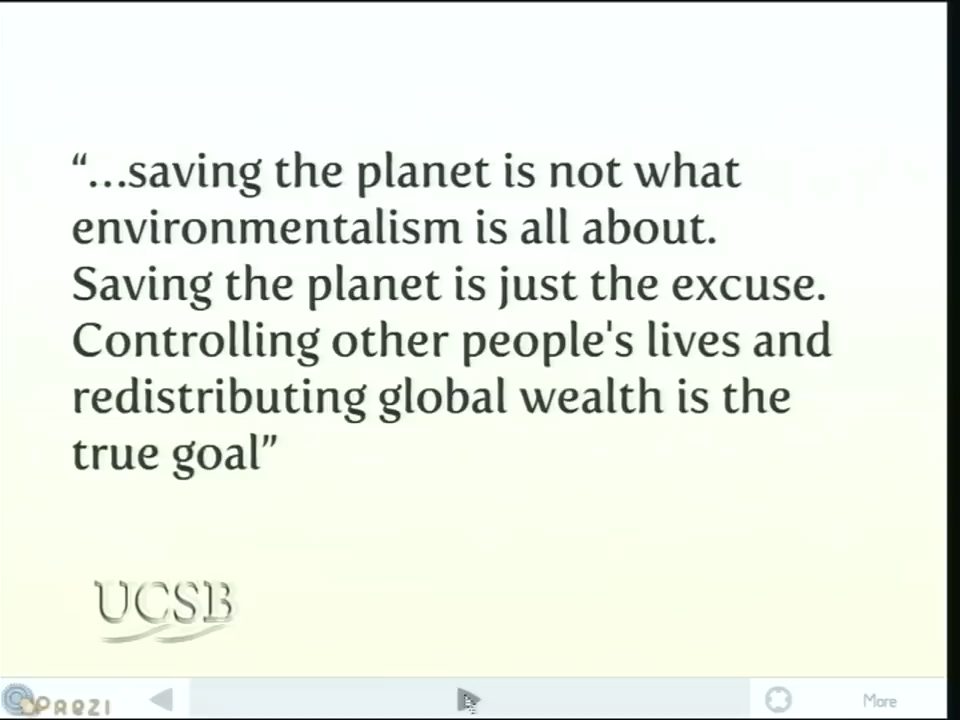 “...saving the planet is not what
environmentalism is all about.
Saving the planet is just the excuse.
Controlling other people's lives and
redistributing global wealth is the
true goal”
UCSB
PREZI
More